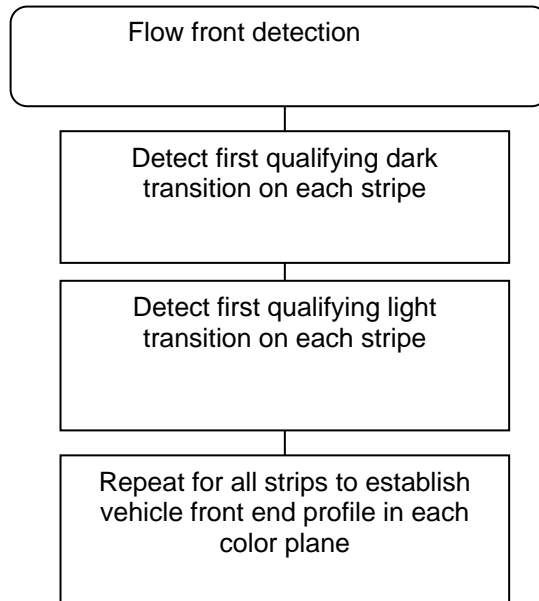 Flow front detection
Detect first qualifying dark
transition on each stripe
Detect first qualifying light
transition on each stripe
Repeat for all strips to establish
vehicle front end profile in each
color plane